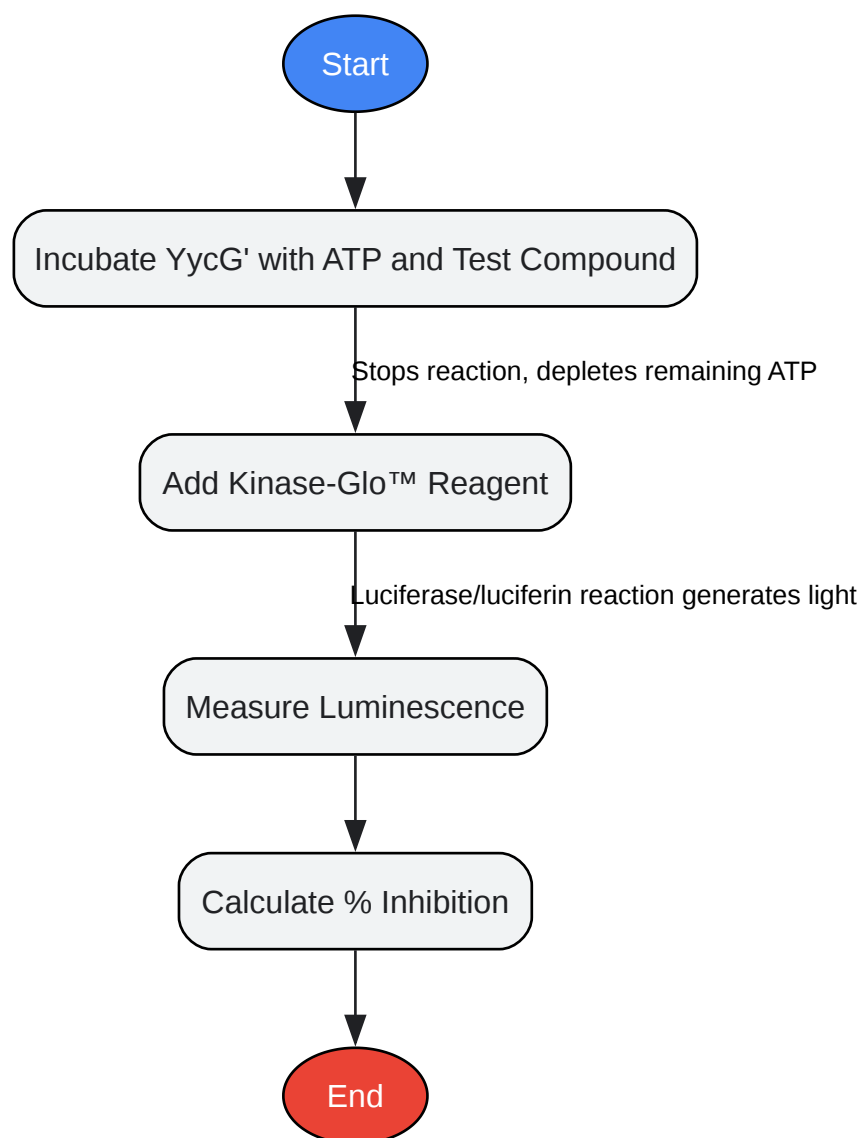 Start
Incubate YycG' with ATP and Test Compound
Stops reaction, depletes remaining ATP
Add Kinase-Glo™ Reagent
Luciferase/luciferin reaction generates light
Measure Luminescence
Calculate % Inhibition
End